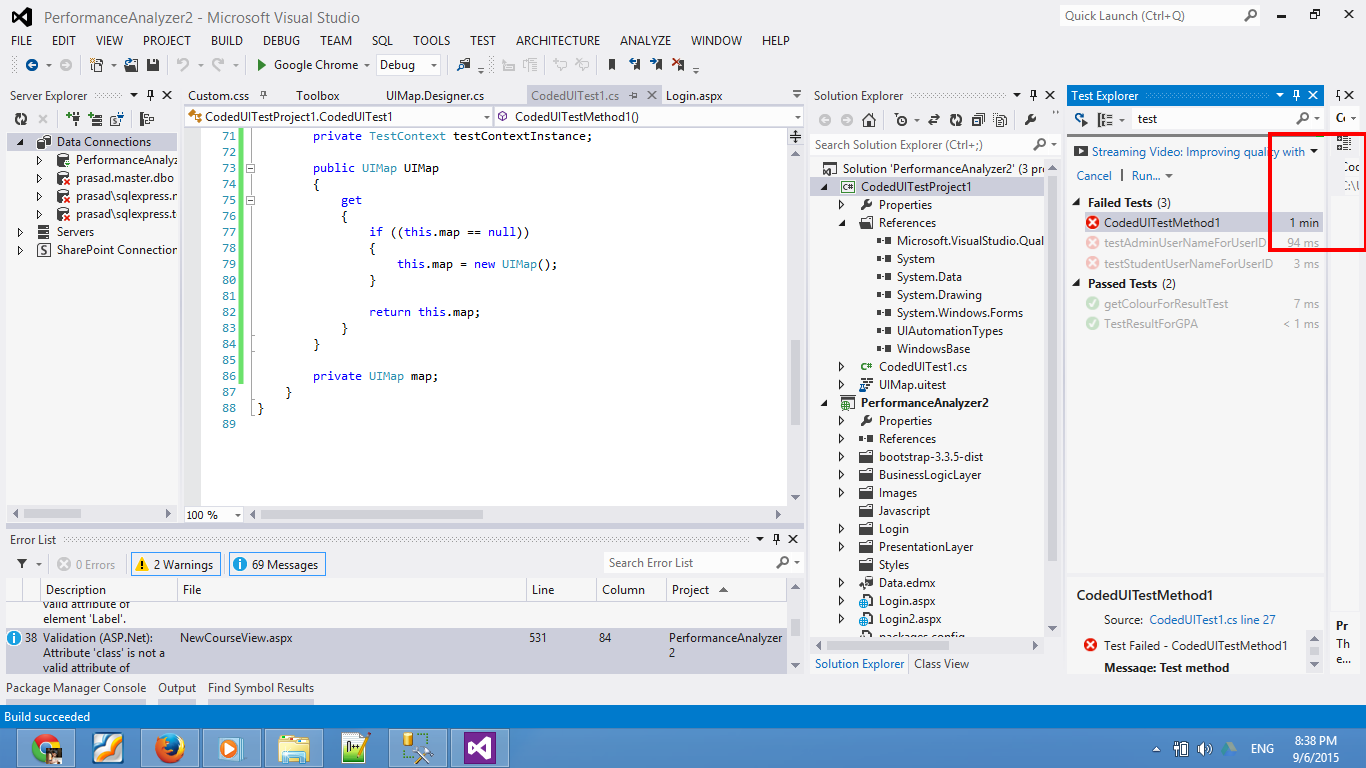 PerformanceAnalyzer2 - Microsoft Visual Studio
Quick Launch (Ctrl+Q)
FILE EDIT VIEW PROJECT BUILD DEBUG TEAM SQL TOOLS TEST ARCHITECTURE ANALYZE WINDOW HELP
Google Chrome Debug
Server Explorer
Data Connections
PerformanceAnalyz
prasad.master.dbo
prasad\sqlexpress.n
prasad\sqlexpress.t
Servers
SharePoint Connection
Custom.css Toolbox UIMap.Designer.cs CodedUITest1.cs Login.aspx
CodedUITestProject1.CodedUITest1 CodedUITestMethod1()
71 private TestContext testContextInstance;
72
73 public UIMap UIMap
74 {
75 get
76 {
77 if ((this.map == null))
78 {
79 this.map = new UIMap();
80 }
81
82 return this.map;
83 }
84 }
85
86 private UIMap map;
87 }
88 }
89
100 %
Error List
0 Errors 2 Warnings 69 Messages
Search Error List
Description File Line Column Project
valid attribute of
element 'Label'.
38 Validation (ASP.Net): NewCourseView.aspx 531 84 PerformanceAnalyzer
Attribute 'class' is not a 2
valid attribute of
Package Manager Console Output Find Symbol Results
Solution Explorer
Search Solution Explorer (Ctrl+;)
Solution 'PerformanceAnalyzer2' (3 pr
CodedUITestProject1
Properties
References
Microsoft.VisualStudio.Qual
System
System.Data
System.Drawing
System.Windows.Forms
UIAutomationTypes
WindowsBase
CodedUITest1.cs
UIMap.uitest
PerformanceAnalyzer2
Properties
References
bootstrap-3.3.5-dist
BusinessLogicLayer
Images
Javascript
Login
PresentationLayer
Styles
Data.edmx
Login.aspx
Login2.aspx
packages.config
Solution Explorer Class View
Test Explorer
test
Streaming Video: Improving quality with
Cancel Run...
Failed Tests (3)
CodedUITestMethod1 1 min
testAdminUserNameForUserID 94 ms
testStudentUserNameForUserID 3 ms
Passed Tests (2)
getColourForResultTest 7 ms
TestResultForGPA < 1 ms
CodedUITestMethod1
Source: CodedUITest1.cs line 27
Test Failed - CodedUITestMethod1
Message: Test method
Pr
Th
e...
Build succeeded
ENG
8:38 PM
9/6/2015